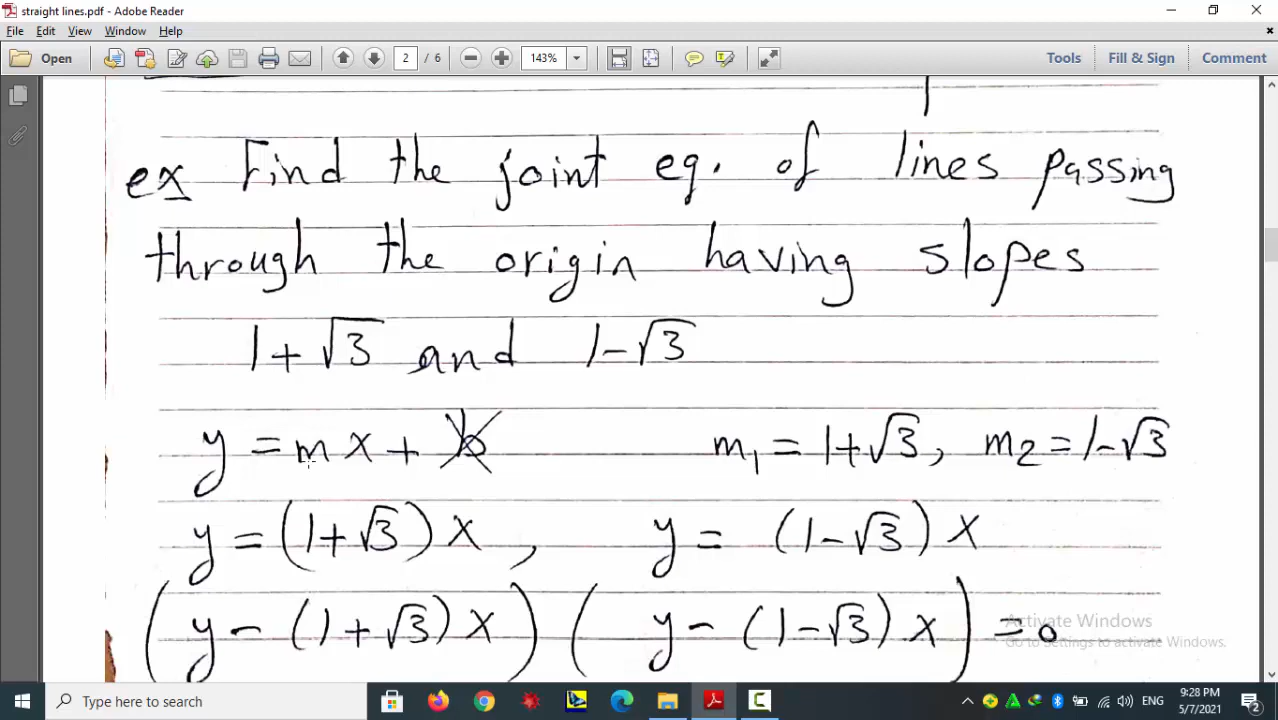 straight lines.pdf - Adobe Reader
File Edit View Window Help
Open 2 / 6 143% Tools Fill & Sign Comment
ex Find the joint eq. of lines passing
through the origin having slopes
1+√3 and 1-√3
y = mx + b m₁ = 1+√3, m2 = 1-√3
y = (1+√3) x , y = (1-√3) x
(y - (1+√3) x) (y - (1-√3) x) = 0
Activate Windows
Go to Settings to activate Windows.
Type here to search
ENG
9:28 PM
5/7/2021
2